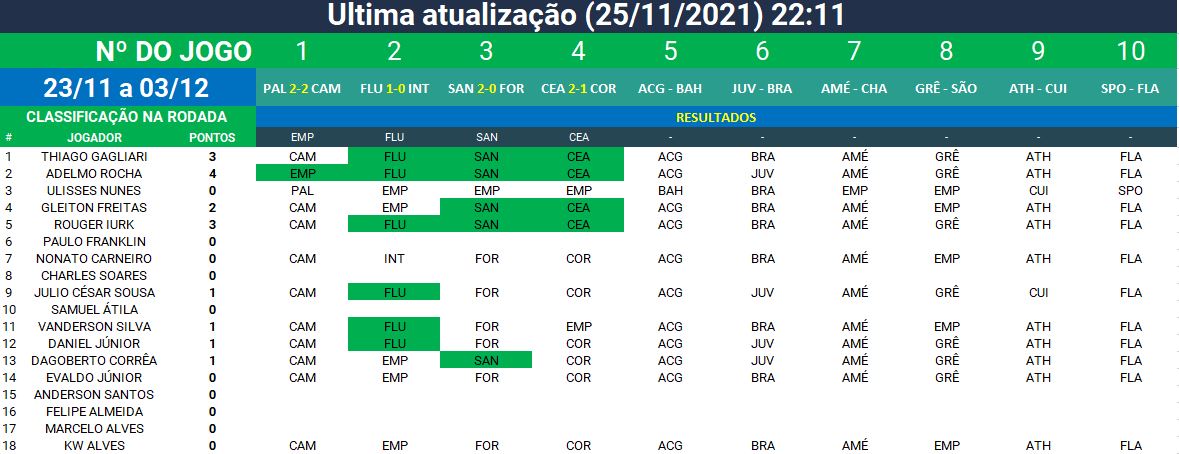 Ultima atualização (25/11/2021) 22:11
Nº DO JOGO 1 2 3 4 5 6 7 8 9 10
23/11 a 03/12 PAL 2-2 CAM FLU 1-0 INT SAN 2-0 FOR CEA 2-1 COR ACG - BAH JUV - BRA AMÉ - CHA GRÊ - SÃO ATH - CUI SPO - FLA
CLASSIFICAÇÃO NA RODADA RESULTADOS
# JOGADOR PONTOS EMP FLU SAN CEA - - - - - -
1 THIAGO GAGLIARI 3 CAM FLU SAN CEA ACG BRA AMÉ GRÊ ATH FLA
2 ADELMO ROCHA 4 EMP FLU SAN CEA ACG JUV AMÉ GRÊ ATH FLA
3 ULISSES NUNES 0 PAL EMP EMP EMP BAH BRA EMP EMP CUI SPO
4 GLEITON FREITAS 2 CAM EMP SAN CEA ACG BRA AMÉ EMP ATH FLA
5 ROUGER IURK 3 CAM FLU SAN CEA ACG BRA AMÉ GRÊ ATH FLA
6 PAULO FRANKLIN 0
7 NONATO CARNEIRO 0 CAM INT FOR COR ACG BRA AMÉ EMP ATH FLA
8 CHARLES SOARES 0
9 JULIO CÉSAR SOUSA 1 CAM FLU FOR COR ACG JUV AMÉ GRÊ CUI FLA
10 SAMUEL ÁTILA 0
11 VANDERSON SILVA 1 CAM FLU FOR EMP ACG BRA AMÉ EMP ATH FLA
12 DANIEL JÚNIOR 1 CAM FLU FOR COR ACG JUV AMÉ GRÊ ATH FLA
13 DAGOBERTO CORRÊA 1 CAM EMP SAN COR ACG JUV AMÉ GRÊ ATH FLA
14 EVALDO JÚNIOR 0 CAM EMP FOR COR ACG BRA AMÉ GRÊ ATH FLA
15 ANDERSON SANTOS 0
16 FELIPE ALMEIDA 0
17 MARCELO ALVES 0
18 KW ALVES 0 CAM EMP FOR COR ACG BRA AMÉ EMP ATH FLA